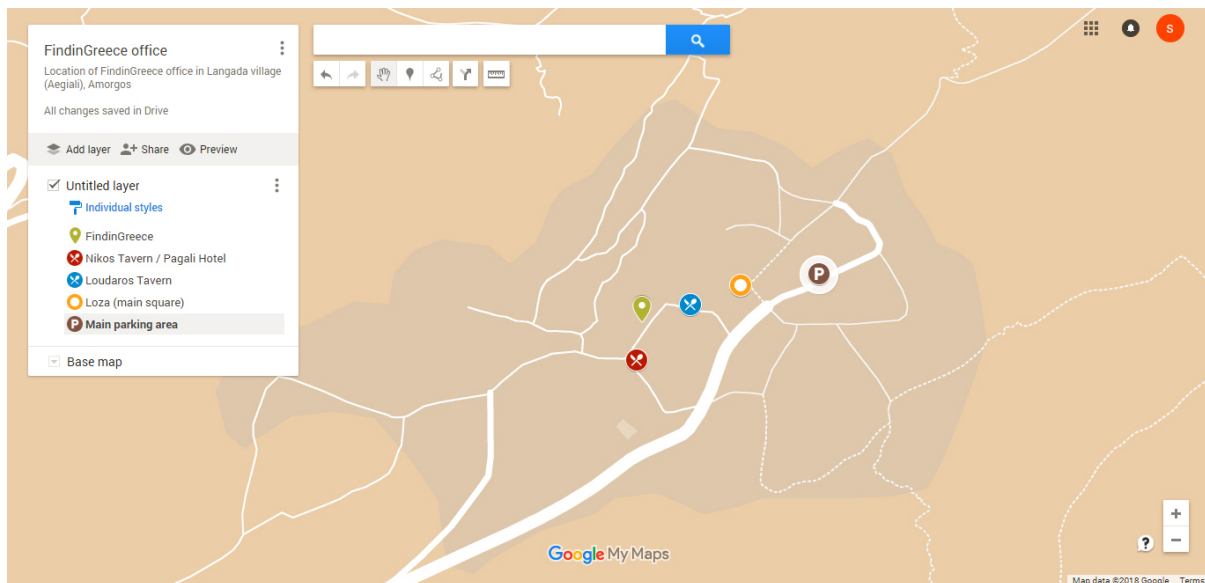 FindinGreece office
Location of FindinGreece office in Langada village
(Aegiali), Amorgos
All changes saved in Drive
Add layer Share Preview
Untitled layer
Individual styles
FindinGreece
Nikos Tavern / Pagali Hotel
Loudaros Tavern
Loza (main square)
P Main parking area
Base map
S
P
Google My Maps
+
?
−
Map data ©2018 Google Terms